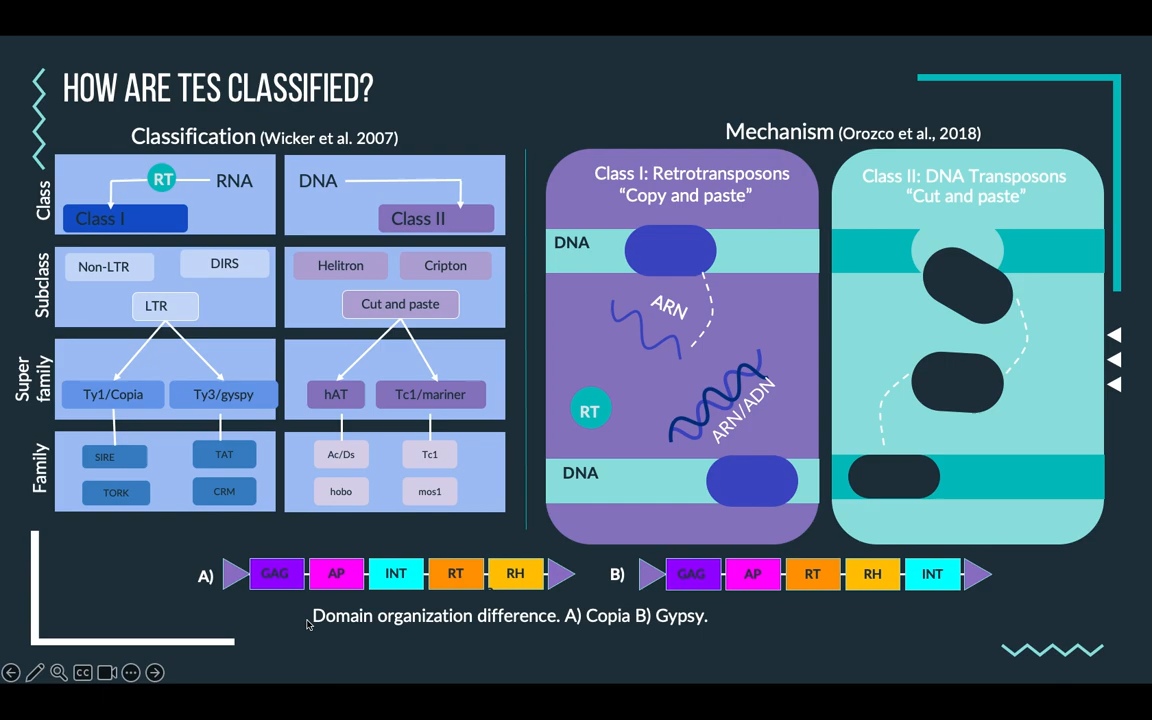 HOW ARE TES CLASSIFIED?
Classification (Wicker et al. 2007)
Class
RT
RNA
Class I
DNA
Class II
Subclass
Non-LTR
DIRS
LTR
Helitron
Cripton
Cut and paste
Super
family
Ty1/Copia
Ty3/gyspy
hAT
Tc1/mariner
Family
SIRE
TAT
TORK
CRM
Ac/Ds
Tc1
hobo
mos1
Mechanism (Orozco et al., 2018)
Class I: Retrotransposons
“Copy and paste”
DNA
ARN
RT
ARN/ADN
DNA
Class II: DNA Transposons
“Cut and paste”
A) GAG AP INT RT RH
B) GAG AP RT RH INT
Domain organization difference. A) Copia B) Gypsy.
CC